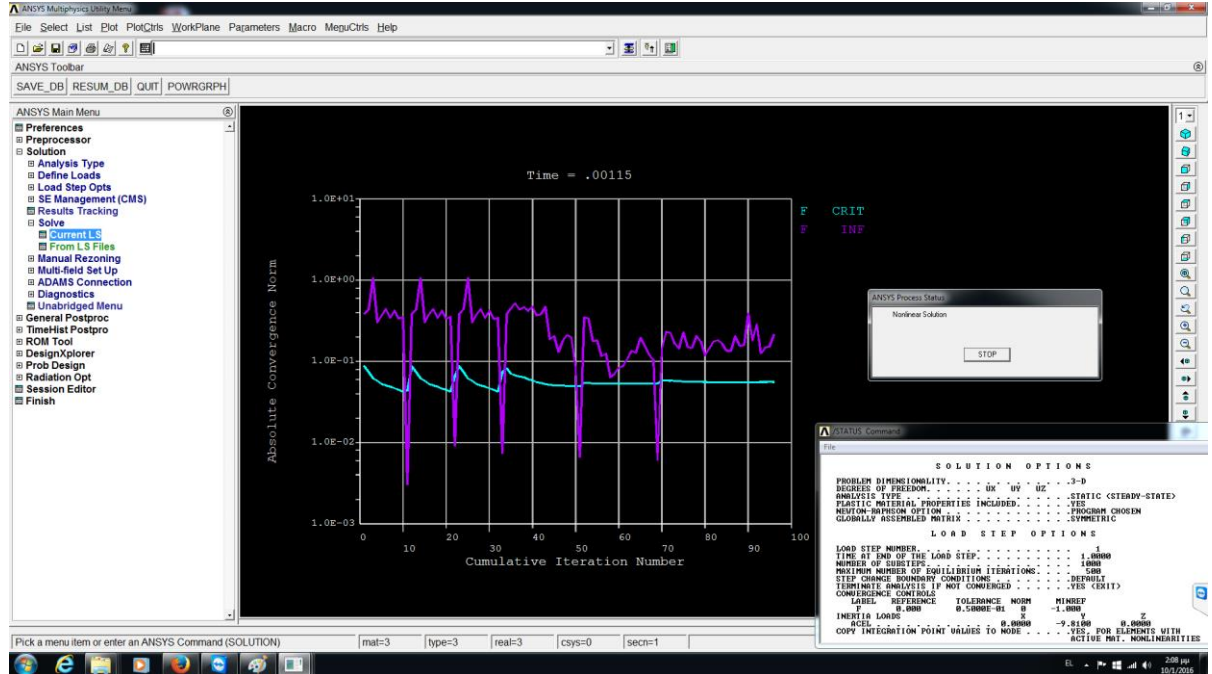 ANSYS Multiphysics Utility Menu
File Select List Plot PlotCtrls WorkPlane Parameters Macro MenuCtrls Help
ANSYS Toolbar
SAVE_DB RESUM_DB QUIT POWRGRPH
ANSYS Main Menu
Preferences
Preprocessor
Solution
Analysis Type
Define Loads
Load Step Opts
SE Management (CMS)
Results Tracking
Solve
Current LS
From LS Files
Manual Rezoning
Multi-field Set Up
ADAMS Connection
Diagnostics
Unabridged Menu
General Postproc
TimeHist Postpro
ROM Tool
DesignXplorer
Prob Design
Radiation Opt
Session Editor
Finish
1
Time = .00115
Absolute Convergence Norm
1.0E+01
1.0E+00
1.0E-01
1.0E-02
1.0E-03
0 20 40 60 80 100
10 30 50 70 90
Cumulative Iteration Number
F CRIT
F INF
ANSYS Process Status
Nonlinear Solution
STOP
/STATUS Command
File
SOLUTION OPTIONS
PROBLEM DIMENSIONALITY. . . . . . . . . . . . .3-D
DEGREES OF FREEDOM. . . . . . UX UY UZ
ANALYSIS TYPE . . . . . . . . . . . . . . . . .STATIC (STEADY-STATE)
PLASTIC MATERIAL PROPERTIES INCLUDED. . . . . .YES
NEWTON-RAPHSON OPTION . . . . . . . . . . . . .PROGRAM CHOSEN
GLOBALLY ASSEMBLED MATRIX . . . . . . . . . . .SYMMETRIC
LOAD STEP OPTIONS
LOAD STEP NUMBER. . . . . . . . . . . . . . . . 1
TIME AT END OF THE LOAD STEP. . . . . . . . . . 1.0000
NUMBER OF SUBSTEPS. . . . . . . . . . . . . . . 1000
MAXIMUM NUMBER OF EQUILIBRIUM ITERATIONS. . . . 500
STEP CHANGE BOUNDARY CONDITIONS . . . . . . . .DEFAULT
TERMINATE ANALYSIS IF NOT CONVERGED . . . . . .YES (EXIT)
CONVERGENCE CONTROLS
LABEL REFERENCE TOLERANCE NORM MINREF
F 0.000 0.5000E-01 0 -1.000
INERTIA LOADS X Y Z
ACEL . . . . . . . . . . 0.0000 -9.8100 0.0000
COPY INTEGRATION POINT VALUES TO NODE . . . . .YES, FOR ELEMENTS WITH
ACTIVE MAT. NONLINEARITIES
Pick a menu item or enter an ANSYS Command (SOLUTION)
mat=3
type=3
real=3
csys=0
secn=1
EL
2:08 μμ
10/1/2016